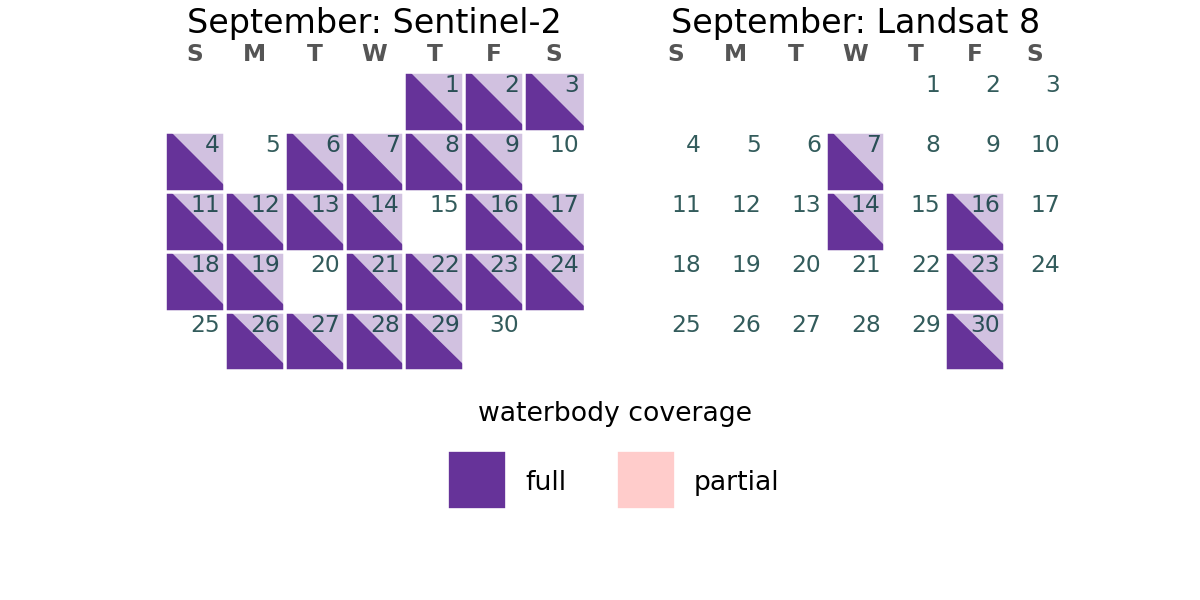 September: Sentinel-2
S M T W T F S
1 2 3
4 5 6 7 8 9 10
11 12 13 14 15 16 17
18 19 20 21 22 23 24
25 26 27 28 29 30
September: Landsat 8
S M T W T F S
1 2 3
4 5 6 7 8 9 10
11 12 13 14 15 16 17
18 19 20 21 22 23 24
25 26 27 28 29 30
waterbody coverage
full partial